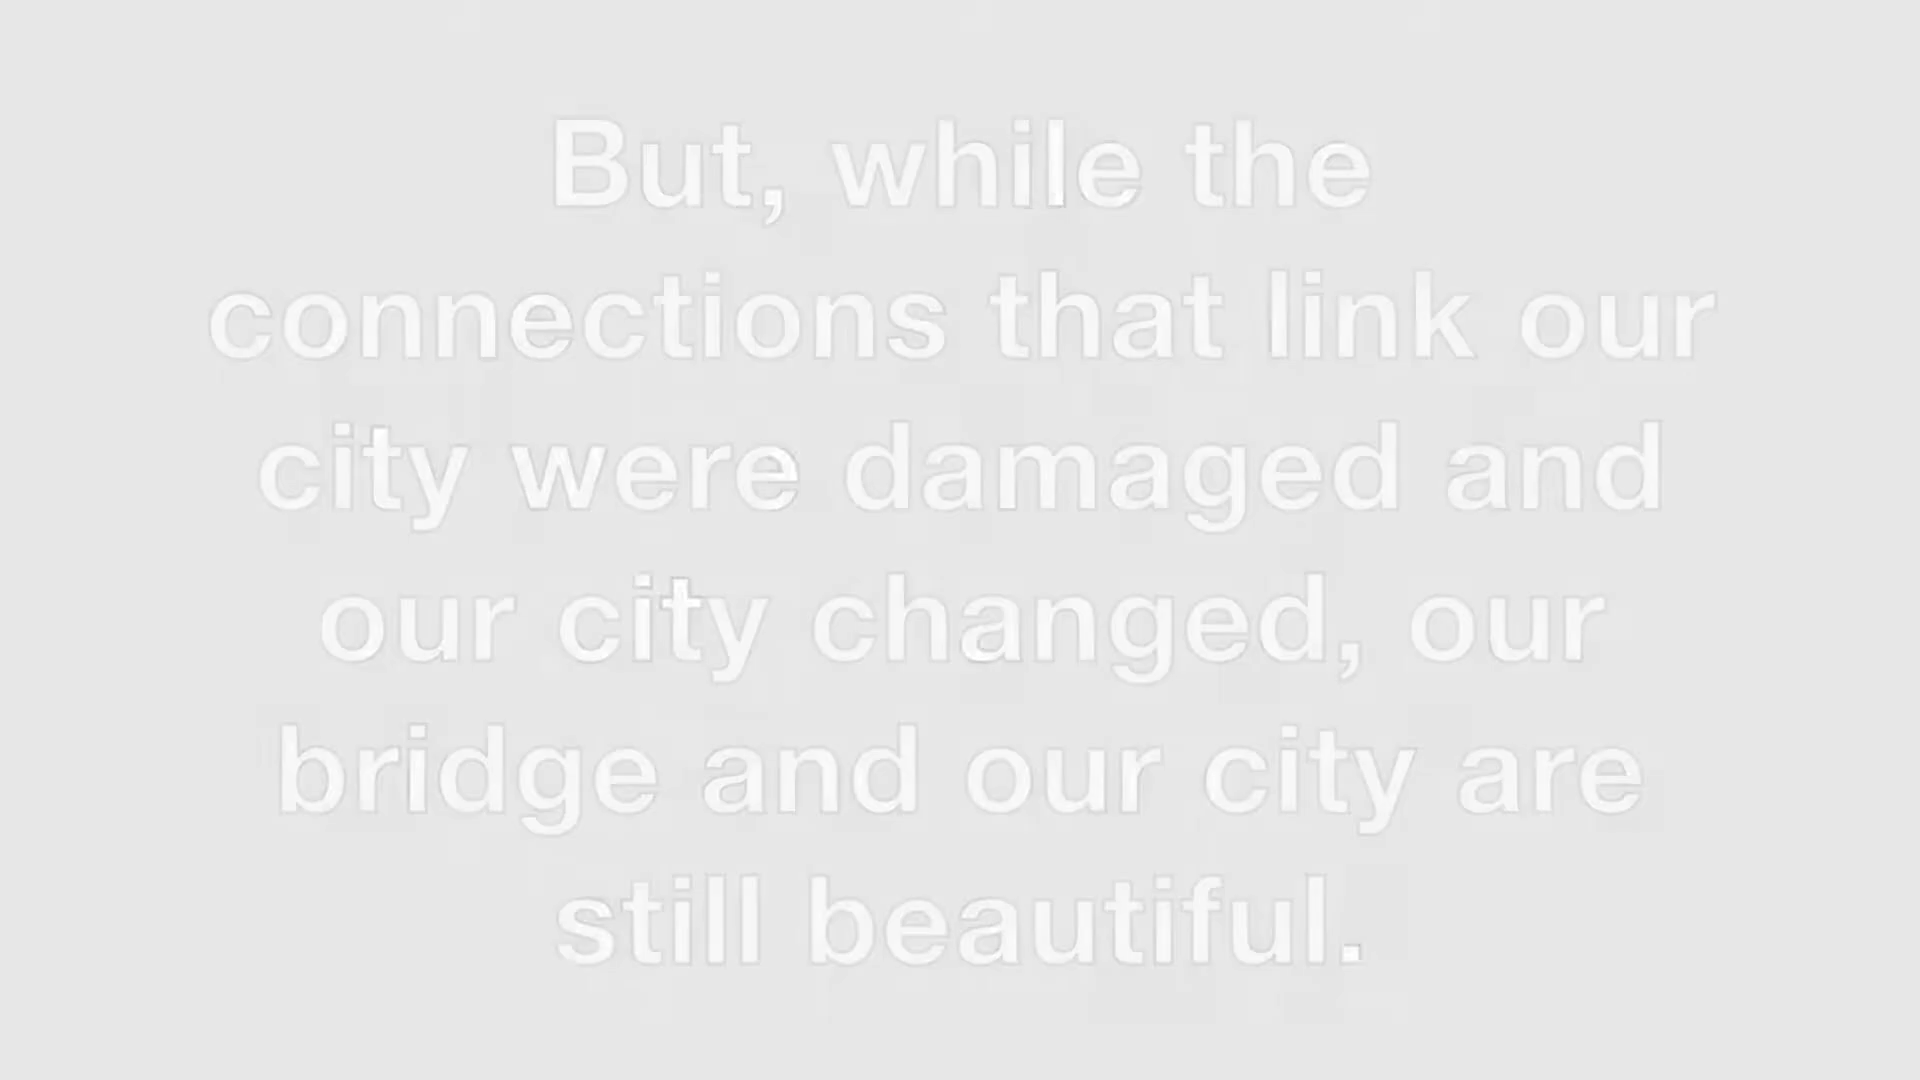 But, while the
connections that link our
city were damaged and
our city changed, our
bridge and our city are
still beautiful.